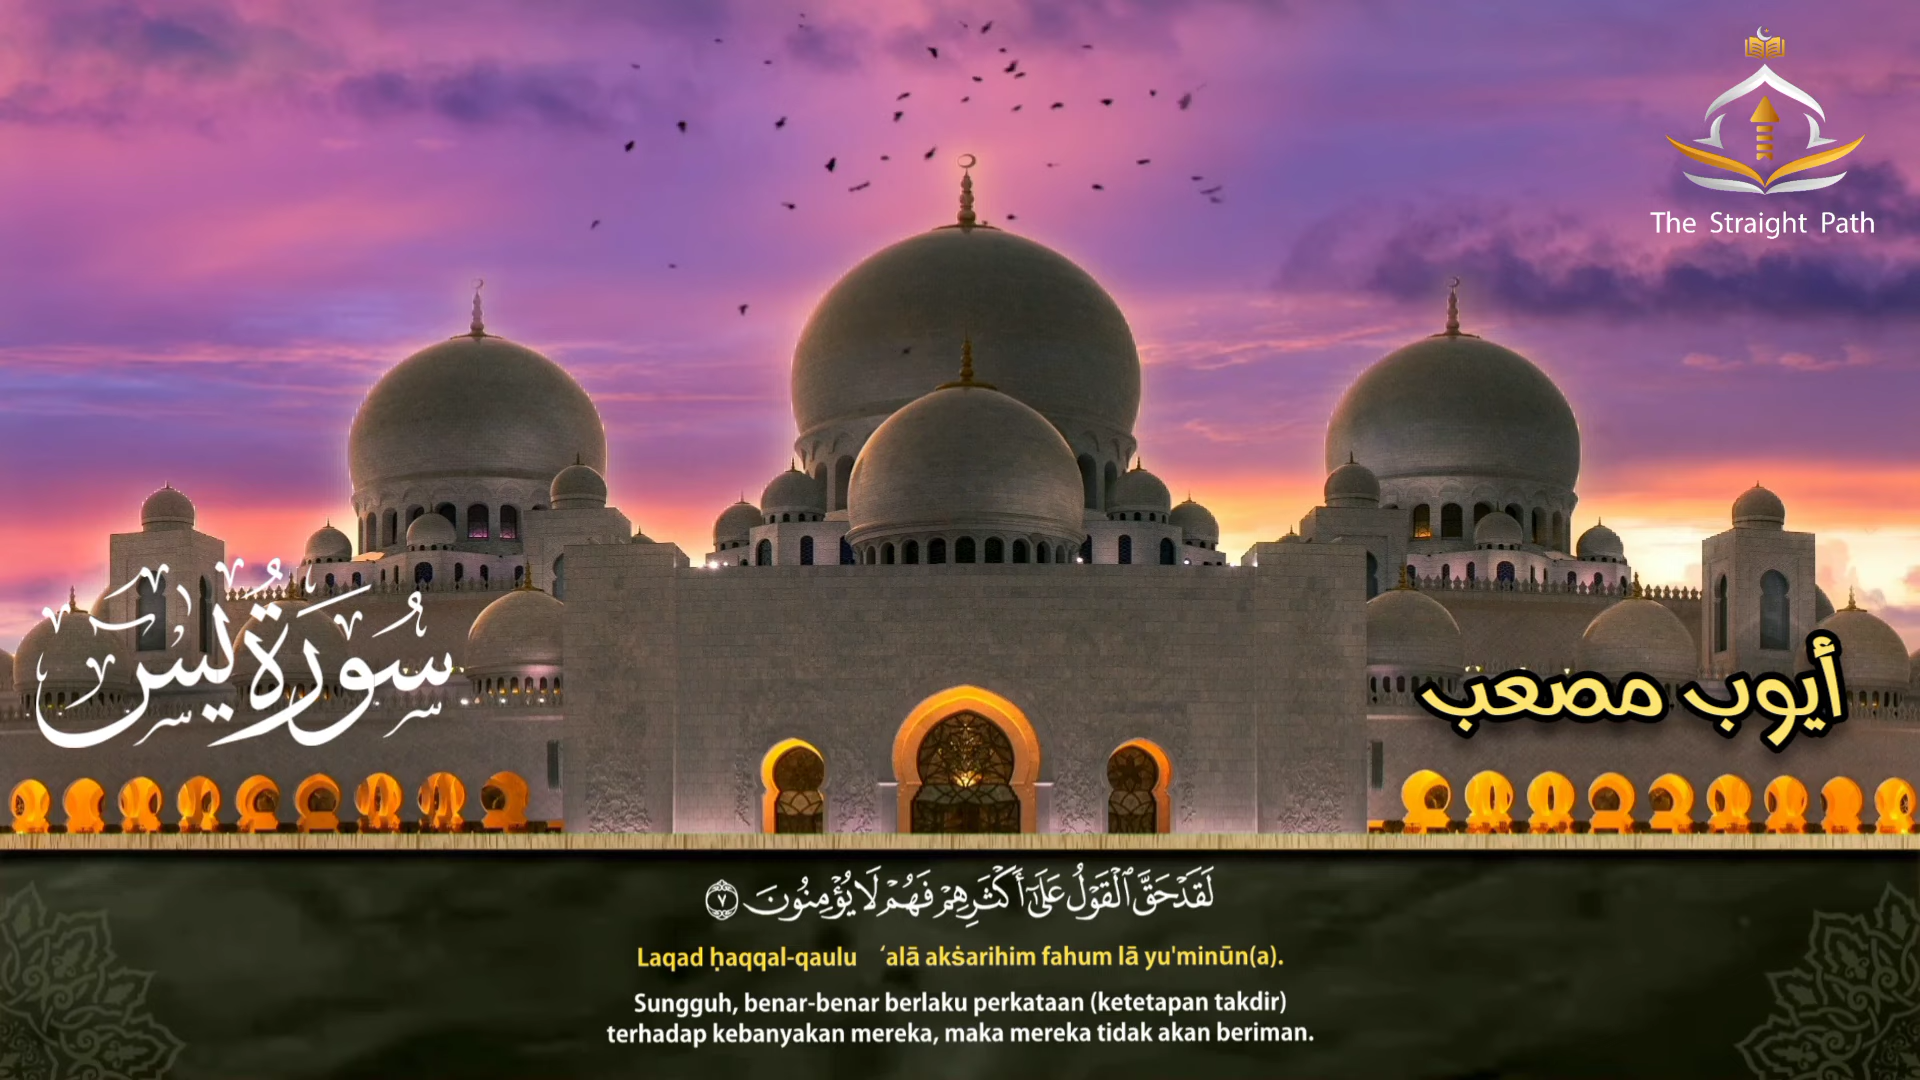 The Straight Path
سُورَةُ يسٓ
أيوب مصعب
لَقَدْ حَقَّ ٱلْقَوْلُ عَلَىٰٓ أَكْثَرِهِمْ فَهُمْ لَا يُؤْمِنُونَ ٧
Laqad ḥaqqal-qaulu ‘alā akṡarihim fahum lā yu'minūn(a).
Sungguh, benar-benar berlaku perkataan (ketetapan takdir)
terhadap kebanyakan mereka, maka mereka tidak akan beriman.